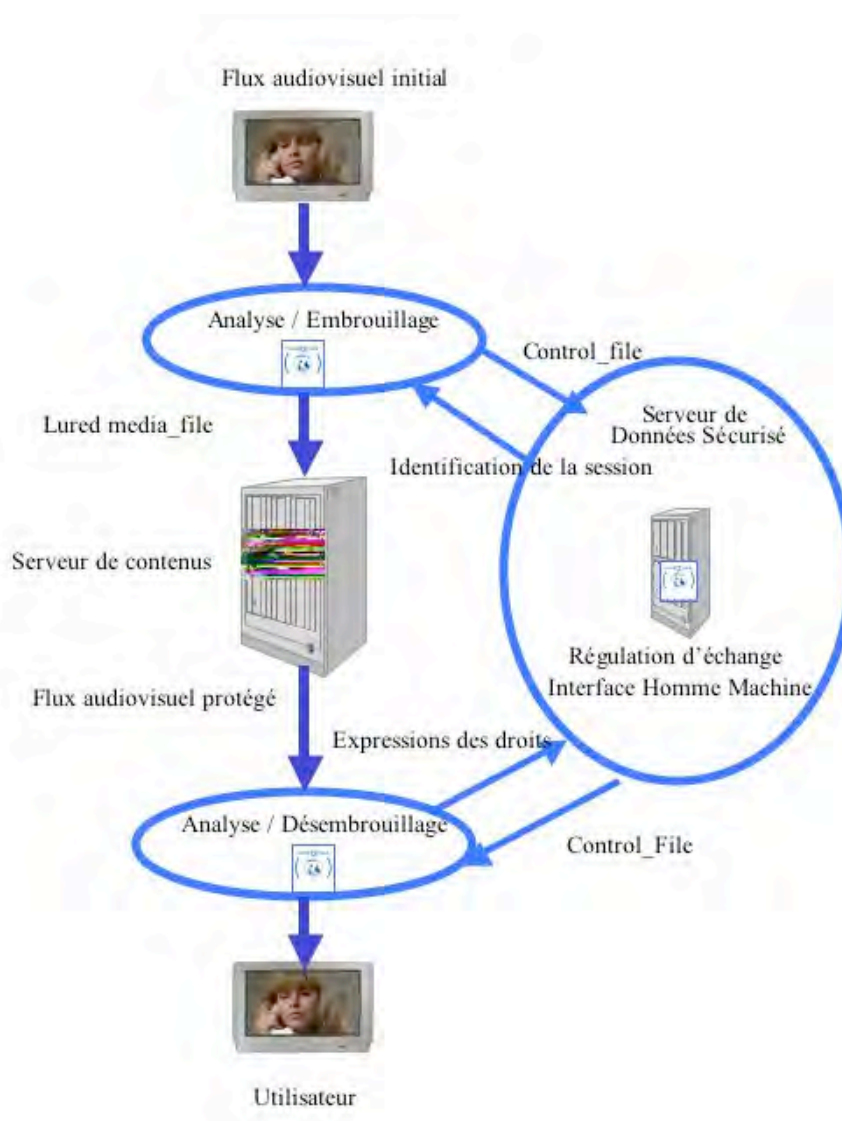 Flux audiovisuel initial
Analyse / Embrouillage
Control_file
Lured media_file
Serveur de
Données Sécurisé
Identification de la session
Serveur de contenus
Régulation d'échange
Interface Homme Machine
Flux audiovisuel protégé
Expressions des droits
Analyse / Désembrouillage
Control_File
Utilisateur